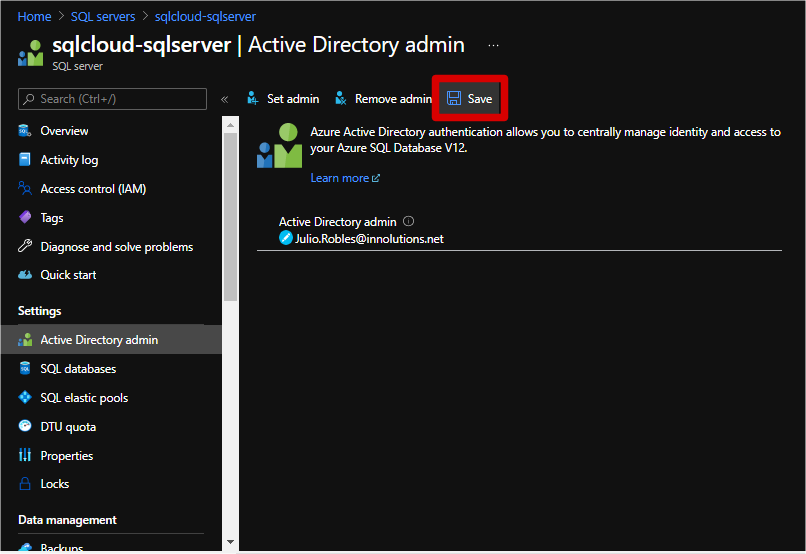 Home > SQL servers > sqlcloud-sqlserver
sqlcloud-sqlserver | Active Directory admin ...
SQL server
Search (Ctrl+/)
«
Set admin
Remove admin
Save
Overview
Activity log
Access control (IAM)
Tags
Diagnose and solve problems
Quick start
Settings
Active Directory admin
SQL databases
SQL elastic pools
DTU quota
Properties
Locks
Data management
Backups
Azure Active Directory authentication allows you to centrally manage identity and access to
your Azure SQL Database V12.
Learn more
Active Directory admin
Julio.Robles@innolutions.net